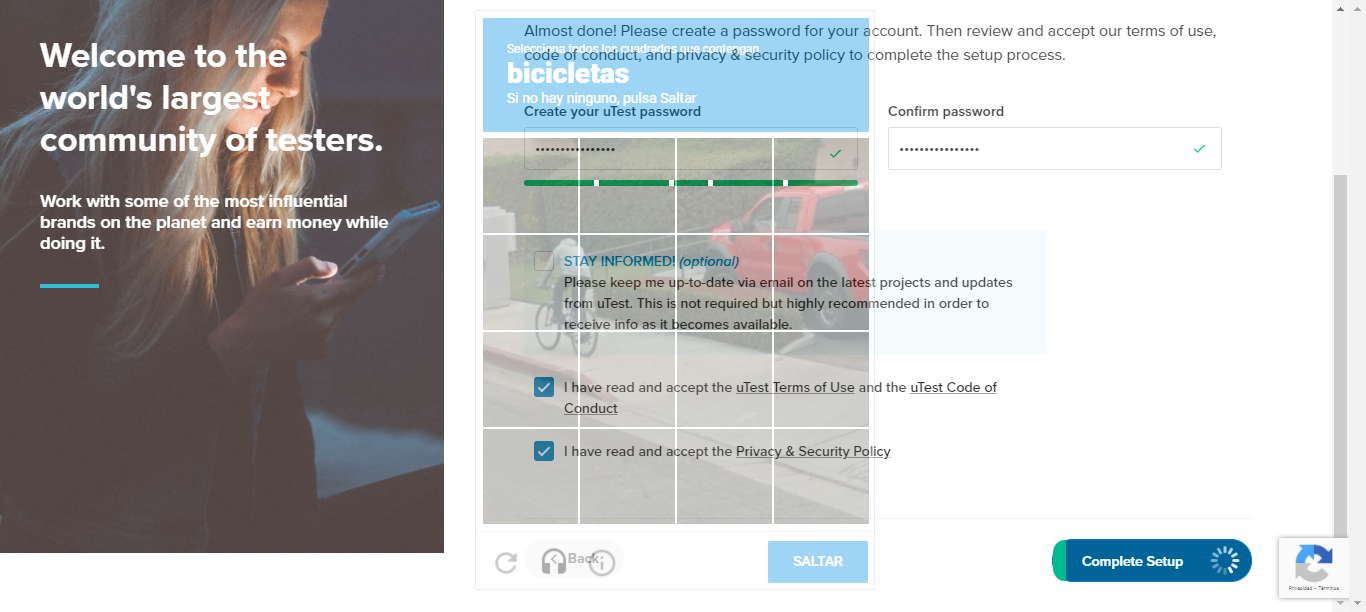 Welcome to the
world's largest
community of testers.
Work with some of the most influential
brands on the planet and earn money while
doing it.
Almost done! Please create a password for your account. Then review and accept our terms of use,
code of conduct, and privacy & security policy to complete the setup process.
Selecciona todos los cuadrados que contengan
bicicletas
Si no hay ninguno, pulsa Saltar
Create your uTest password
Confirm password
STAY INFORMED! (optional)
Please keep me up-to-date via email on the latest projects and updates
from uTest. This is not required but highly recommended in order to
receive info as it becomes available.
I have read and accept the uTest Terms of Use and the uTest Code of
Conduct
I have read and accept the Privacy & Security Policy
Back
SALTAR
Complete Setup
Privacidad - Términos